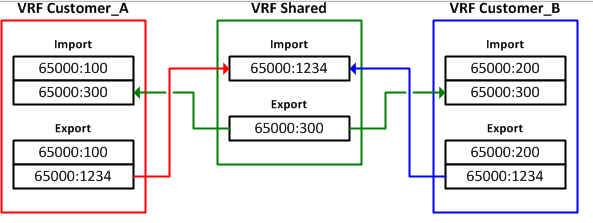 VRF Customer_A
Import
65000:100
65000:300
Export
65000:100
65000:1234
VRF Shared
Import
65000:1234
Export
65000:300
VRF Customer_B
Import
65000:200
65000:300
Export
65000:200
65000:1234